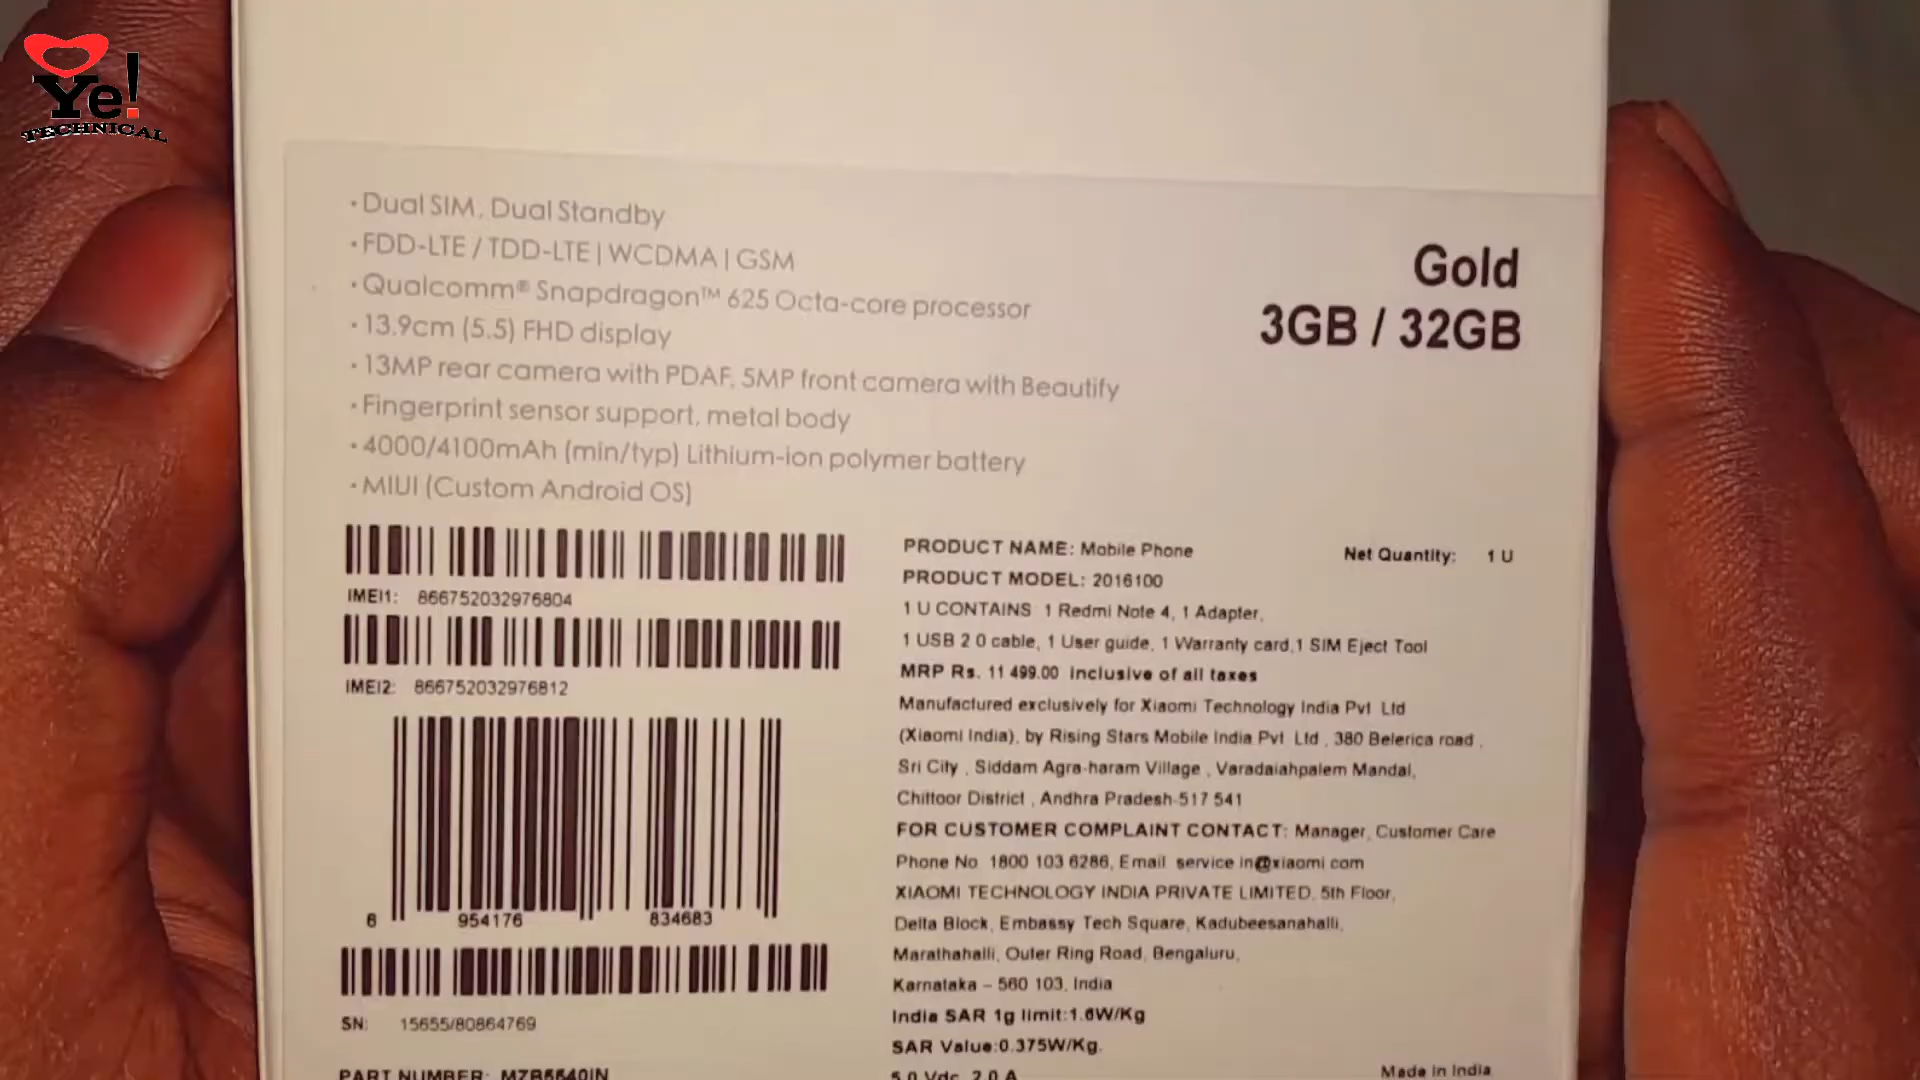 Ye!
TECHNICAL
• Dual SIM, Dual Standby
• FDD-LTE / TDD-LTE | WCDMA | GSM
• Qualcomm® Snapdragon™ 625 Octa-core processor
• 13.9cm (5.5) FHD display
• 13MP rear camera with PDAF, 5MP front camera with Beautify
• Fingerprint sensor support, metal body
• 4000/4100mAh (min/typ) Lithium-ion polymer battery
• MIUI (Custom Android OS)
Gold
3GB / 32GB
IMEI1: 866752032976804
IMEI2: 866752032976812
6 954176 834683
SN: 15655/80864769
PART NUMBER: MZB5540IN
PRODUCT NAME: Mobile Phone
Net Quantity: 1 U
PRODUCT MODEL: 2016100
1 U CONTAINS 1 Redmi Note 4, 1 Adapter,
1 USB 2.0 cable, 1 User guide, 1 Warranty card,1 SIM Eject Tool
MRP Rs. 11 499.00 Inclusive of all taxes
Manufactured exclusively for Xiaomi Technology India Pvt Ltd
(Xiaomi India), by Rising Stars Mobile India Pvt Ltd , 380 Belerica road ,
Sri City , Siddam Agra-haram Village , Varadaiahpalem Mandal,
Chittoor District , Andhra Pradesh-517 541
FOR CUSTOMER COMPLAINT CONTACT: Manager, Customer Care
Phone No 1800 103 6286, Email service.in@xiaomi.com
XIAOMI TECHNOLOGY INDIA PRIVATE LIMITED, 5th Floor,
Delta Block, Embassy Tech Square, Kadubeesanahalli,
Marathahalli, Outer Ring Road, Bengaluru,
Karnataka – 560 103, India
India SAR 1g limit:1.6W/Kg
SAR Value:0.375W/Kg.
5.0 Vdc, 2.0 A
Made in India